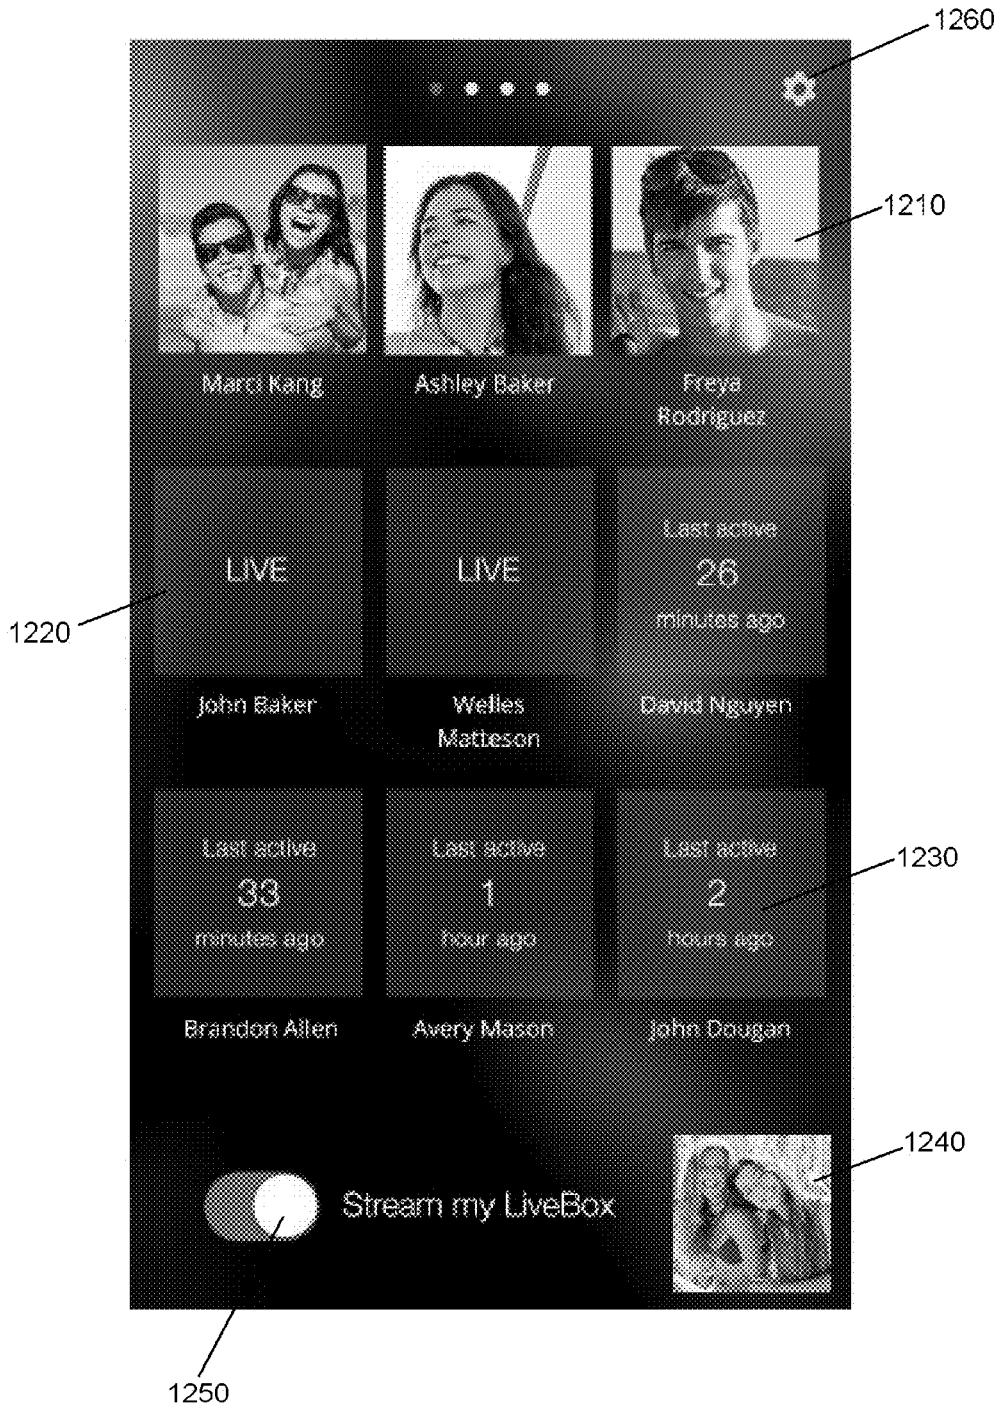 1260
1210
Marci Kang
Ashley Baker
Freya
Rodriguez
LIVE
LIVE
Last active
26
minutes ago
1220
John Baker
Welles
Matteson
David Nguyen
Last active
33
minutes ago
Last active
1
hour ago
Last active
2
hours ago
1230
Brandon Allen
Avery Mason
John Dougan
1240
Stream my LiveBox
1250